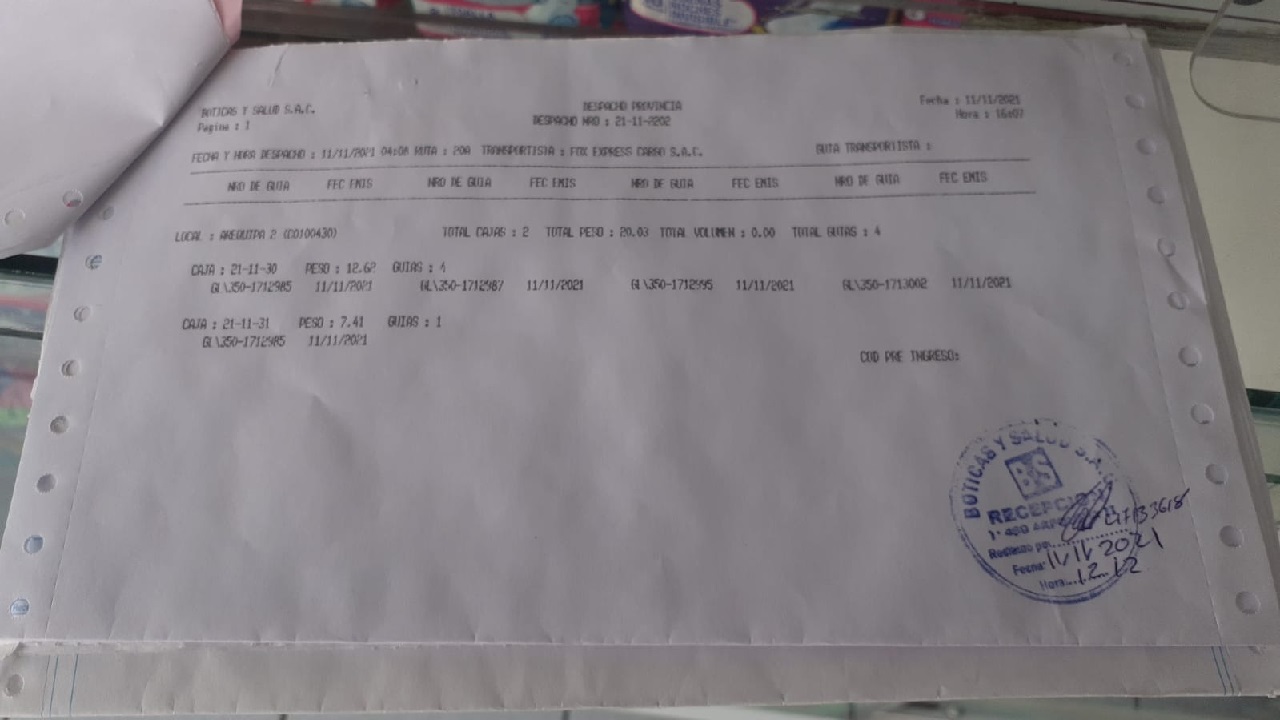 BOTICAS Y SALUD S.A.C.
DESPACHO PROVINCIA
Fecha : 11/11/2021
Pagina : 1
DESPACHO NRO : 21-11-2202
Hora : 16:07
FECHA Y HORA DESPACHO : 11/11/2021 04:08 RUTA : 20A TRANSPORTISTA : FOX EXPRESS CARGO S.A.C. GUIA TRANSPORTISTA :
NRO DE GUIA FEC EMIS NRO DE GUIA FEC EMIS NRO DE GUIA FEC EMIS NRO DE GUIA FEC EMIS
LOCAL : AREQUIPA 2 (CO100430) TOTAL CAJAS : 2 TOTAL PESO : 20.03 TOTAL VOLUMEN : 0.00 TOTAL GUIAS : 4
CAJA : 21-11-30 PESO : 12.62 GUIAS : 4
GL\350-1712985 11/11/2021 GL\350-1712987 11/11/2021 GL\350-1712995 11/11/2021 GL\350-1713002 11/11/2021
CAJA : 21-11-31 PESO : 7.41 GUIAS : 1
GL\350-1712985 11/11/2021
COD PRE INGRESO:
BOTICAS Y SALUD S.A.C.
BS
RECEPCIO
Recibido por
Fecha: 11/11/2021
Hora: 12.12